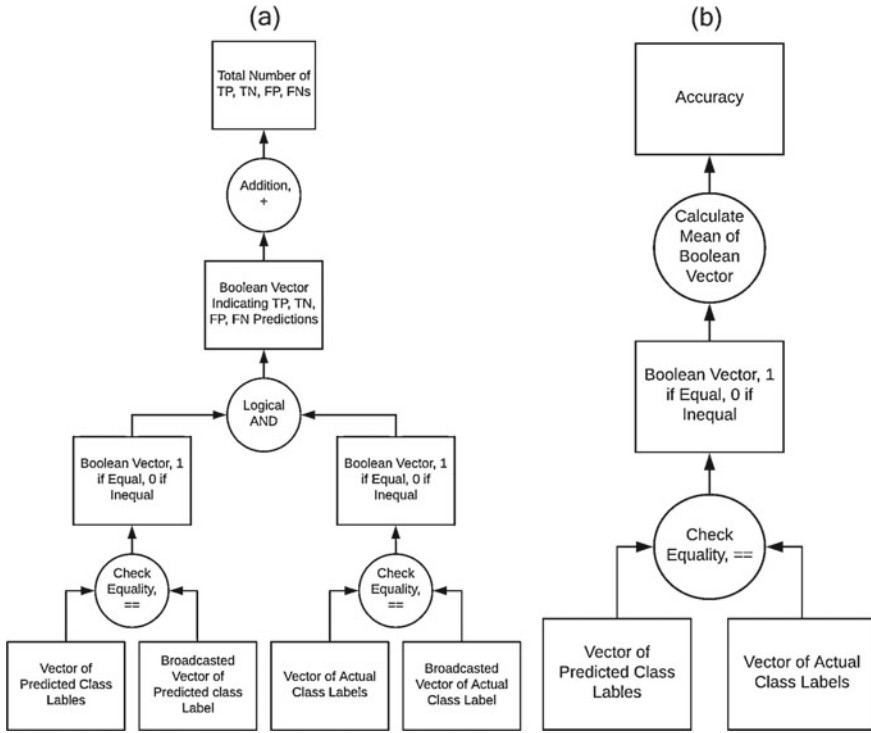 (a)
Total Number of
TP, TN, FP, FNs
Addition,
+
Boolean Vector
Indicating TP, TN,
FP, FN Predictions
Logical
AND
Boolean Vector, 1
if Equal, 0 if
Inequal
Boolean Vector, 1
if Equal, 0 if
Inequal
Check
Equality,
==
Check
Equality,
==
Vector of
Predicted Class
Lables
Broadcasted
Vector of
Predicted class
Label
Vector of Actual
Class Labels
Broadcasted
Vector of Actual
Class Label
(b)
Accuracy
Calculate
Mean of
Boolean
Vector
Boolean Vector, 1
if Equal, 0 if
Inequal
Check
Equality, ==
Vector of
Predicted Class
Lables
Vector of Actual
Class Labels